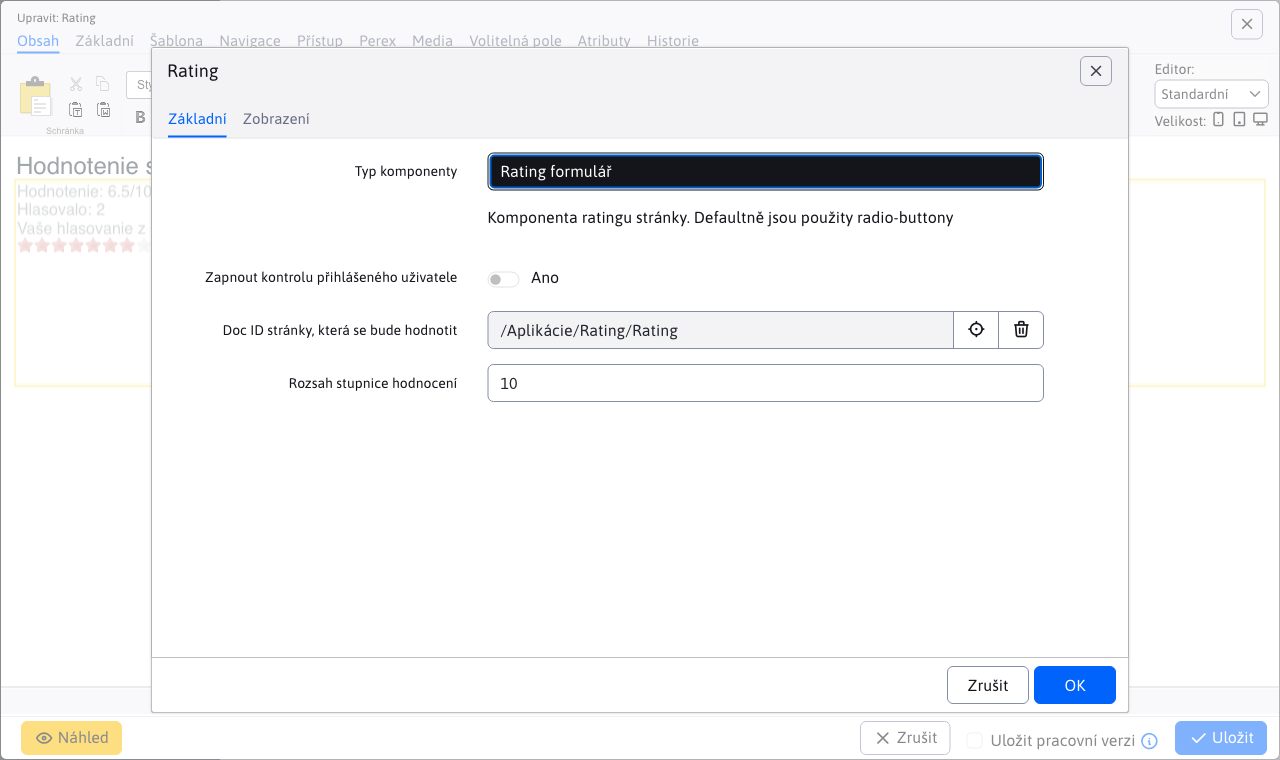 Upravit: Rating
Obsah Základní Šablona Navigace Přístup Perex Media Volitelná pole Atributy Historie
Rating
Editor:
Standardní
Velikost:
Schránka
B
Základní Zobrazení
Hodnotenie s
Hodnotenie: 6.5/10
Hlasovalo: 2
Vaše hlasovanie z
Typ komponenty Rating formulář
Komponenta ratingu stránky. Defaultně jsou použity radio-buttony
Zapnout kontrolu přihlášeného uživatele Ano
Doc ID stránky, která se bude hodnotit /Aplikácie/Rating/Rating
Rozsah stupnice hodnocení 10
Zrušit OK
Náhled Zrušit Uložit pracovní verzi Uložit